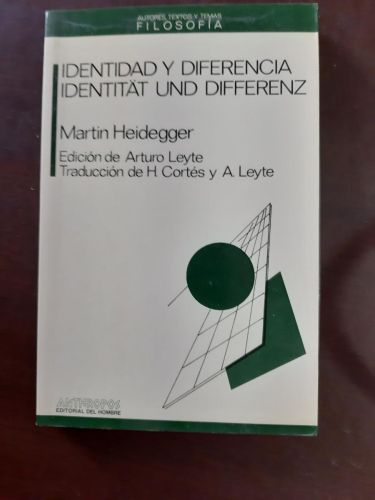 AUTORES, TEXTOS Y TEMAS
FILOSOFÍA
IDENTIDAD Y DIFERENCIA
IDENTITÄT UND DIFFERENZ
Martin Heidegger
Edición de Arturo Leyte
Traducción de H. Cortés y A. Leyte
ANTHROPOS
EDITORIAL DEL HOMBRE